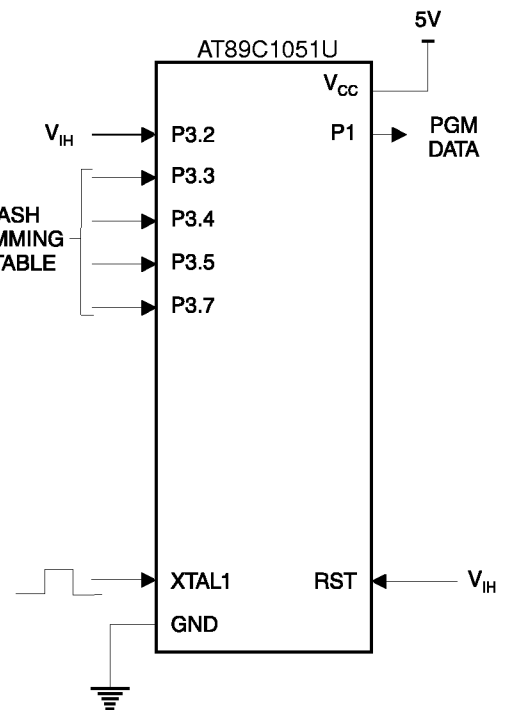 5V
AT89C1051U
VCC
VIH
P3.2
P1
PGM
DATA
P3.3
P3.4
P3.5
P3.7
XTAL1
RST
VIH
GND